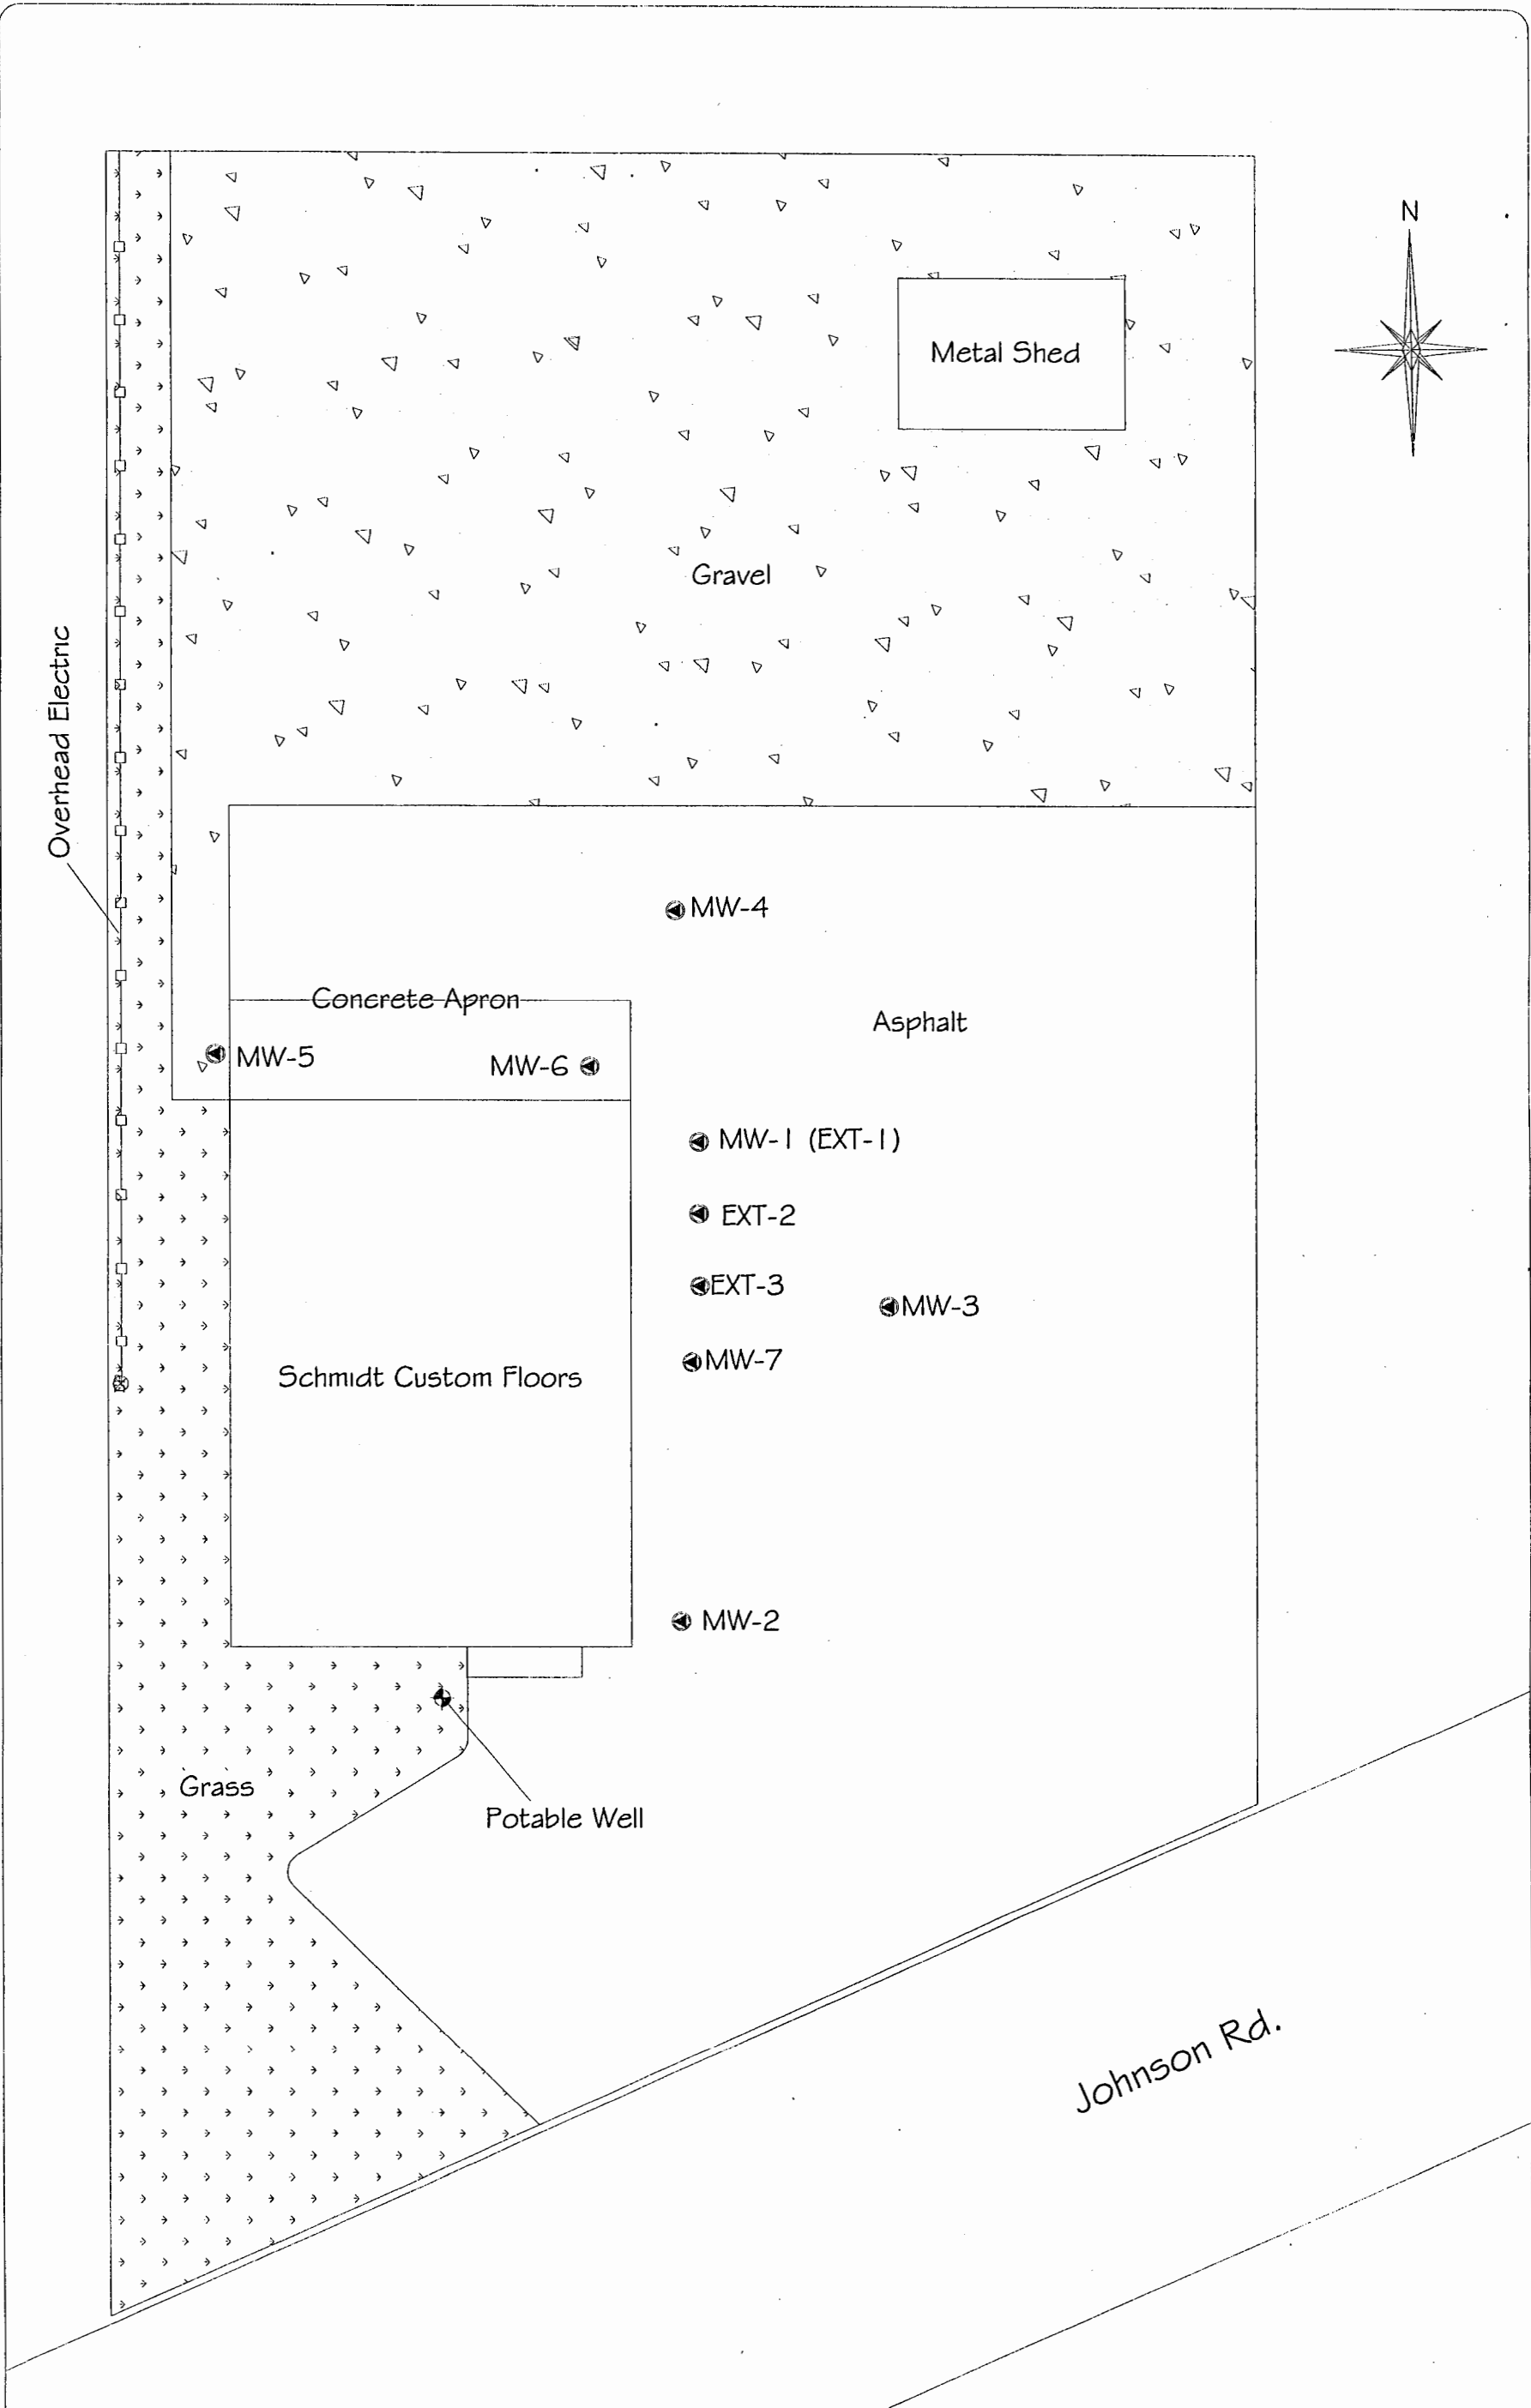 N
Metal Shed
Gravel
Overhead Electric
MW-4
Concrete Apron
Asphalt
MW-5
MW-6
MW-1 (EXT-1)
EXT-2
EXT-3
MW-3
MW-7
Schmidt Custom Floors
MW-2
Grass
Potable Well
Johnson Rd.